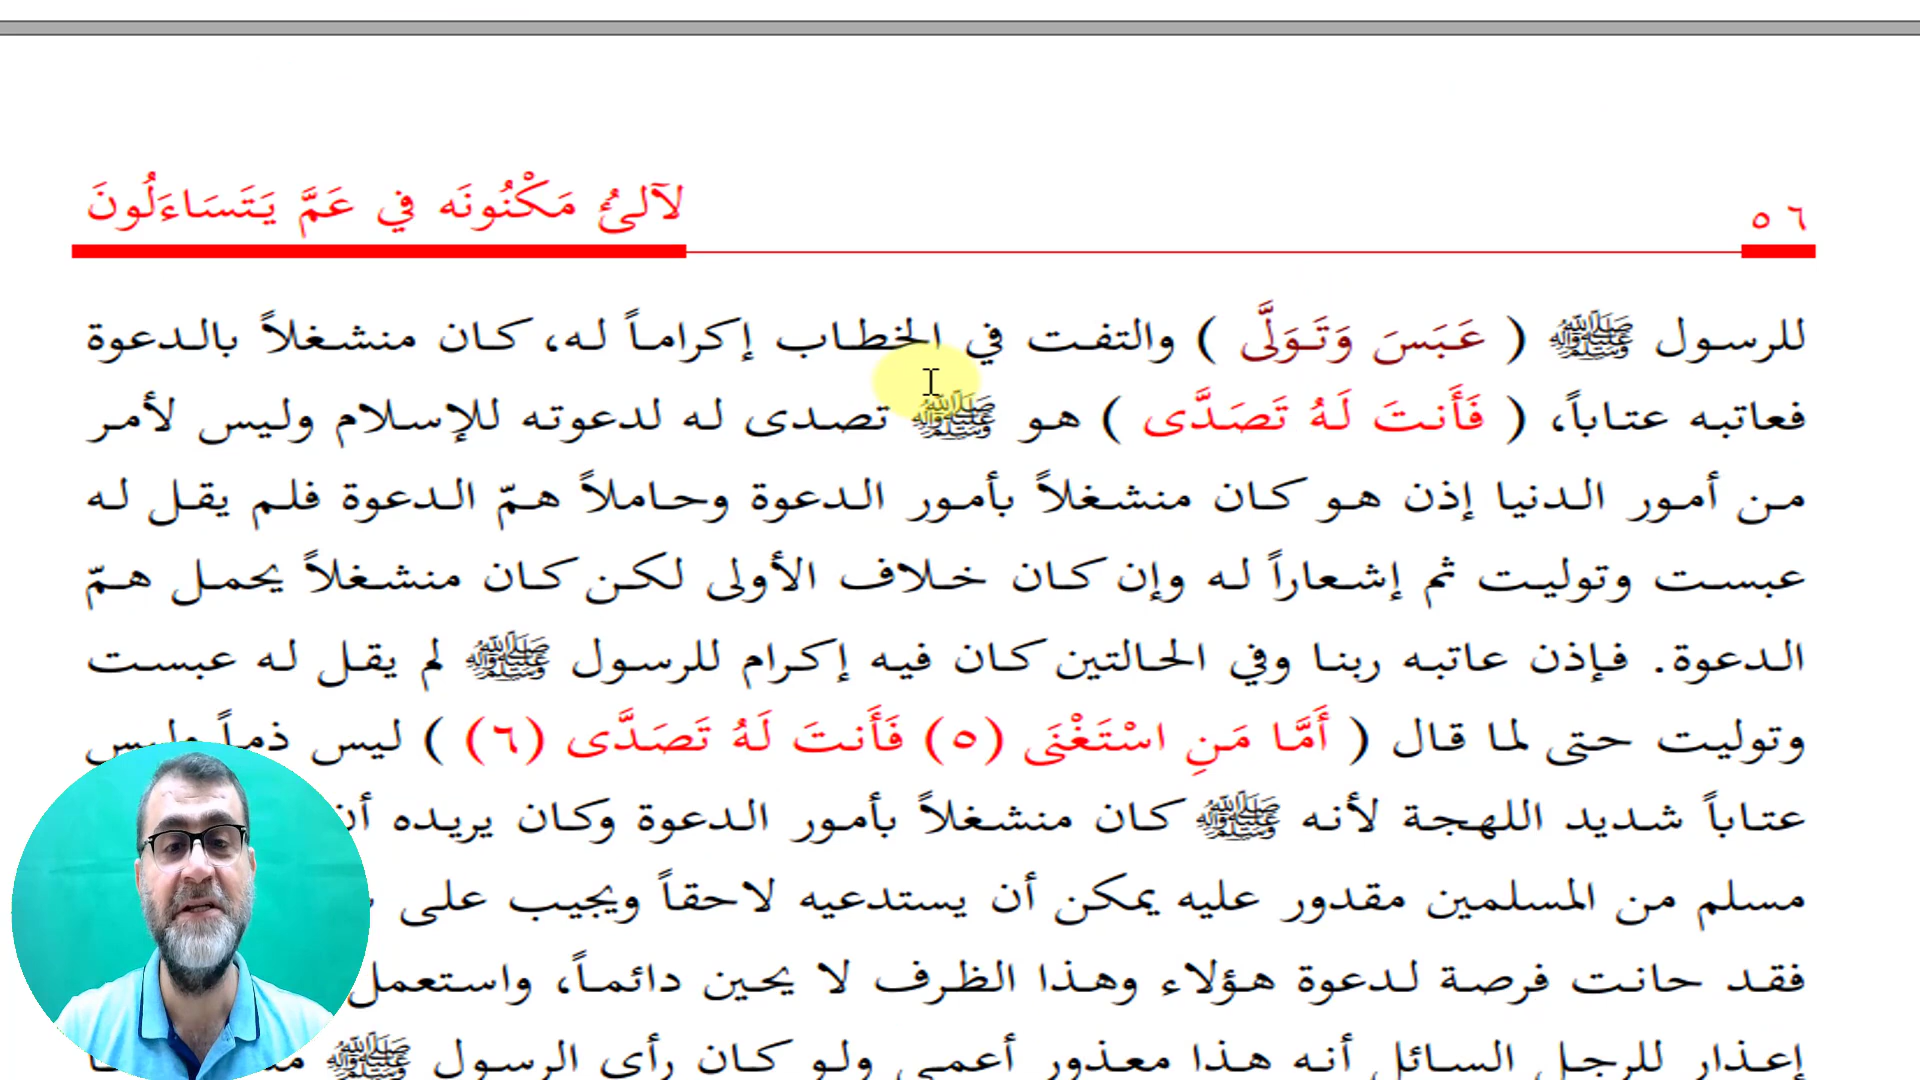 ٥٦
لآلئُ مَكْنُونَه في عَمَّ يَتَسَاءَلُونَ
للرسول ﷺ ( عَبَسَ وَتَوَلَّى ) والتفت في الخطاب إكراماً له، كان منشغلاً بالدعوة
فعاتبه عتاباً، ( فَأَنتَ لَهُ تَصَدَّى ) هو ﷺ تصدى له لدعوته للإسلام وليس لأمر
من أمور الدنيا إذن هو كان منشغلاً بأمور الدعوة وحاملاً همّ الدعوة فلم يقل له
عبست وتوليت ثم إشعاراً له وإن كان خلاف الأولى لكن كان منشغلاً يحمل همّ
الدعوة. فإذن عاتبه ربنا وفي الحالتين كان فيه إكرام للرسول ﷺ لم يقل له عبست
وتوليت حتى لما قال ( أَمَّا مَنِ اسْتَغْنَى (٥) فَأَنتَ لَهُ تَصَدَّى (٦) ) ليس ذماً وليس
عتاباً شديد اللهجة لأنه ﷺ كان منشغلاً بأمور الدعوة وكان يريده أن
مسلم من المسلمين مقدور عليه يمكن أن يستدعيه لاحقاً ويجيب على
فقد حانت فرصة لدعوة هؤلاء وهذا الظرف لا يحين دائماً، واستعمل
إعذار للرجل السائل أنه هذا معذور أعمى ولو كان رأى الرسول ﷺ